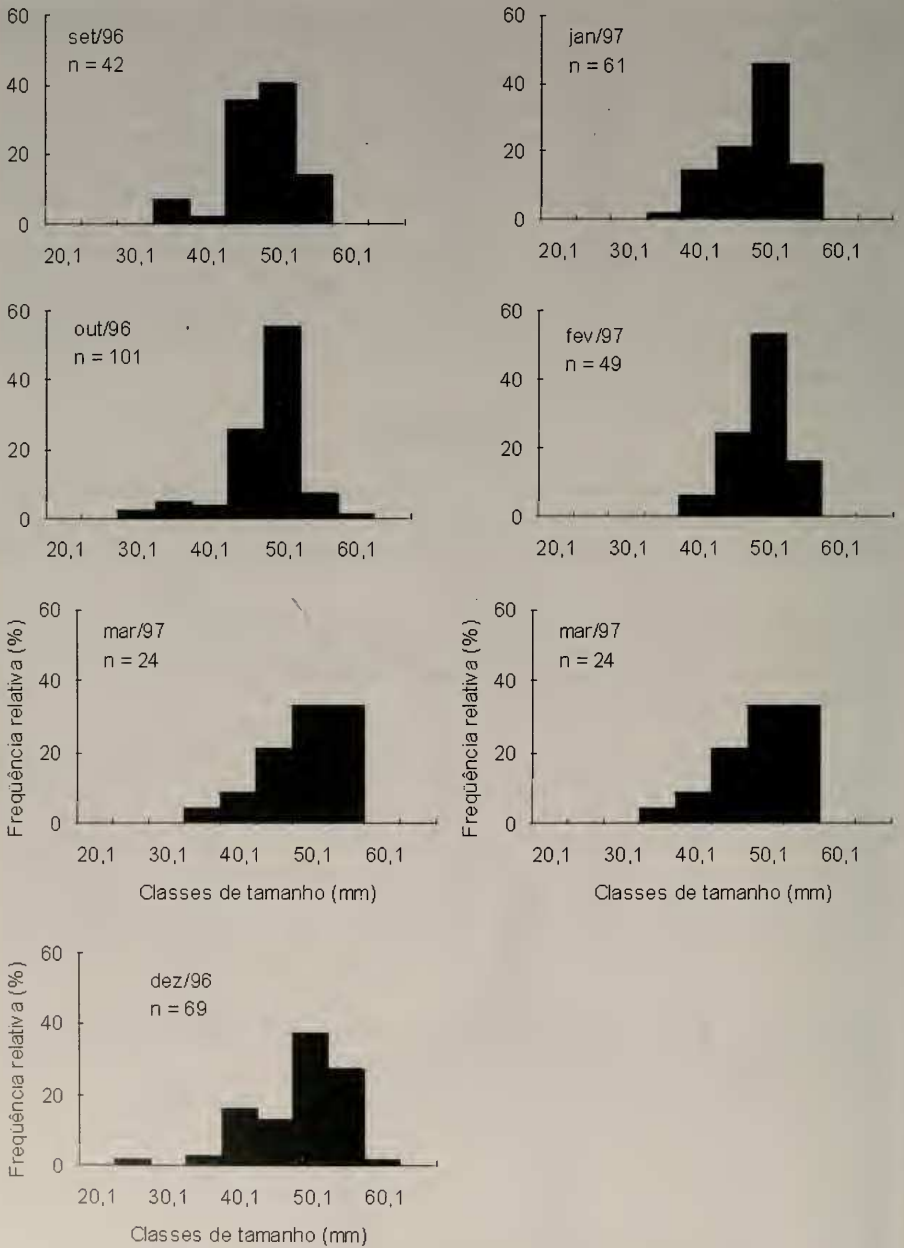 60
set/96
n = 42
40
20
0
20,1 30,1 40,1 50,1 60,1
60
jan/97
n = 61
40
20
0
20,1 30,1 40,1 50,1 60,1
60
out/96
n = 101
40
20
0
20,1 30,1 40,1 50,1 60,1
60
fev/97
n = 49
40
20
0
20,1 30,1 40,1 50,1 60,1
Freqüência relativa (%)
60
mar/97
n = 24
40
20
0
20,1 30,1 40,1 50,1 60,1
Classes de tamanho (mm)
Freqüência relativa (%)
60
mar/97
n = 24
40
20
0
20,1 30,1 40,1 50,1 60,1
Classes de tamanho (mm)
Freqüência relativa (%)
60
dez/96
n = 69
40
20
0
20,1 30,1 40,1 50,1 60,1
Classes de tamanho (mm)